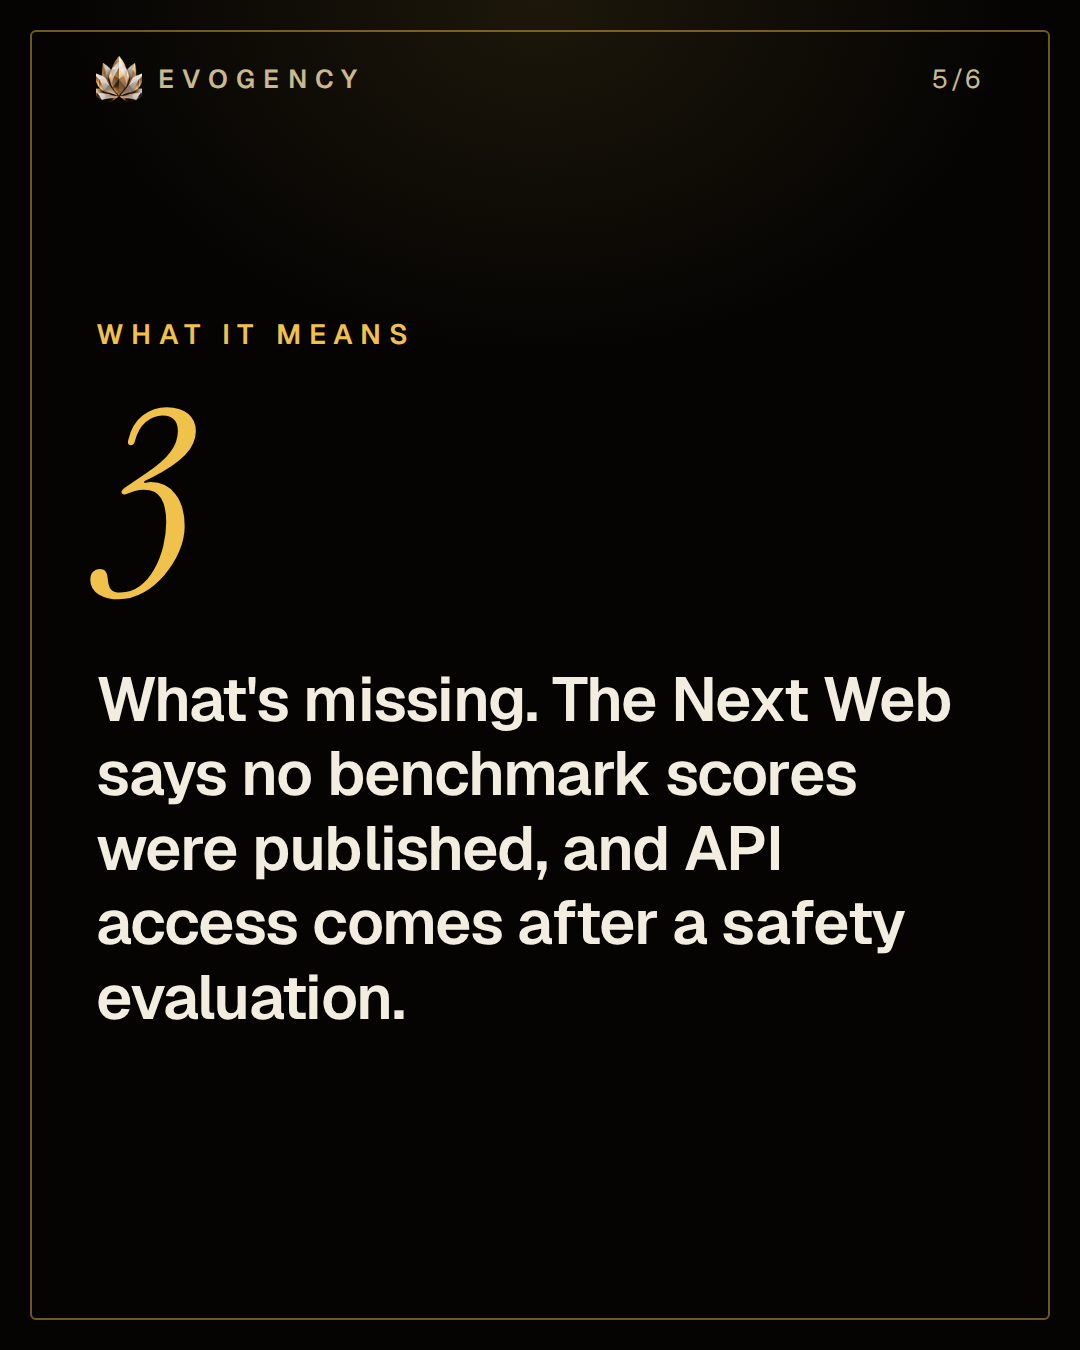 EVOGENCY
5/6
WHAT IT MEANS
3
What's missing. The Next Web
says no benchmark scores
were published, and API
access comes after a safety
evaluation.